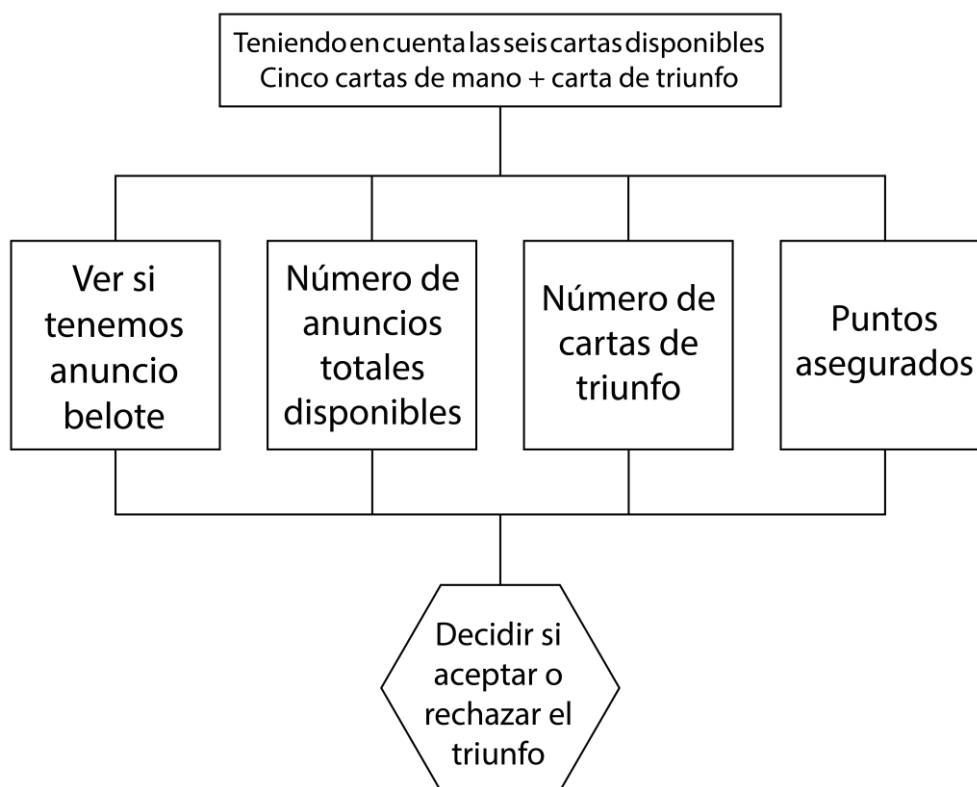 Teniendo en cuenta las seis cartas disponibles
Cinco cartas de mano + carta de triunfo
Ver si
tenemos
anuncio
belote
Número de
anuncios
totales
disponibles
Número de
cartas de
triunfo
Puntos
asegurados
Decidir si
aceptar o
rechazar el
triunfo